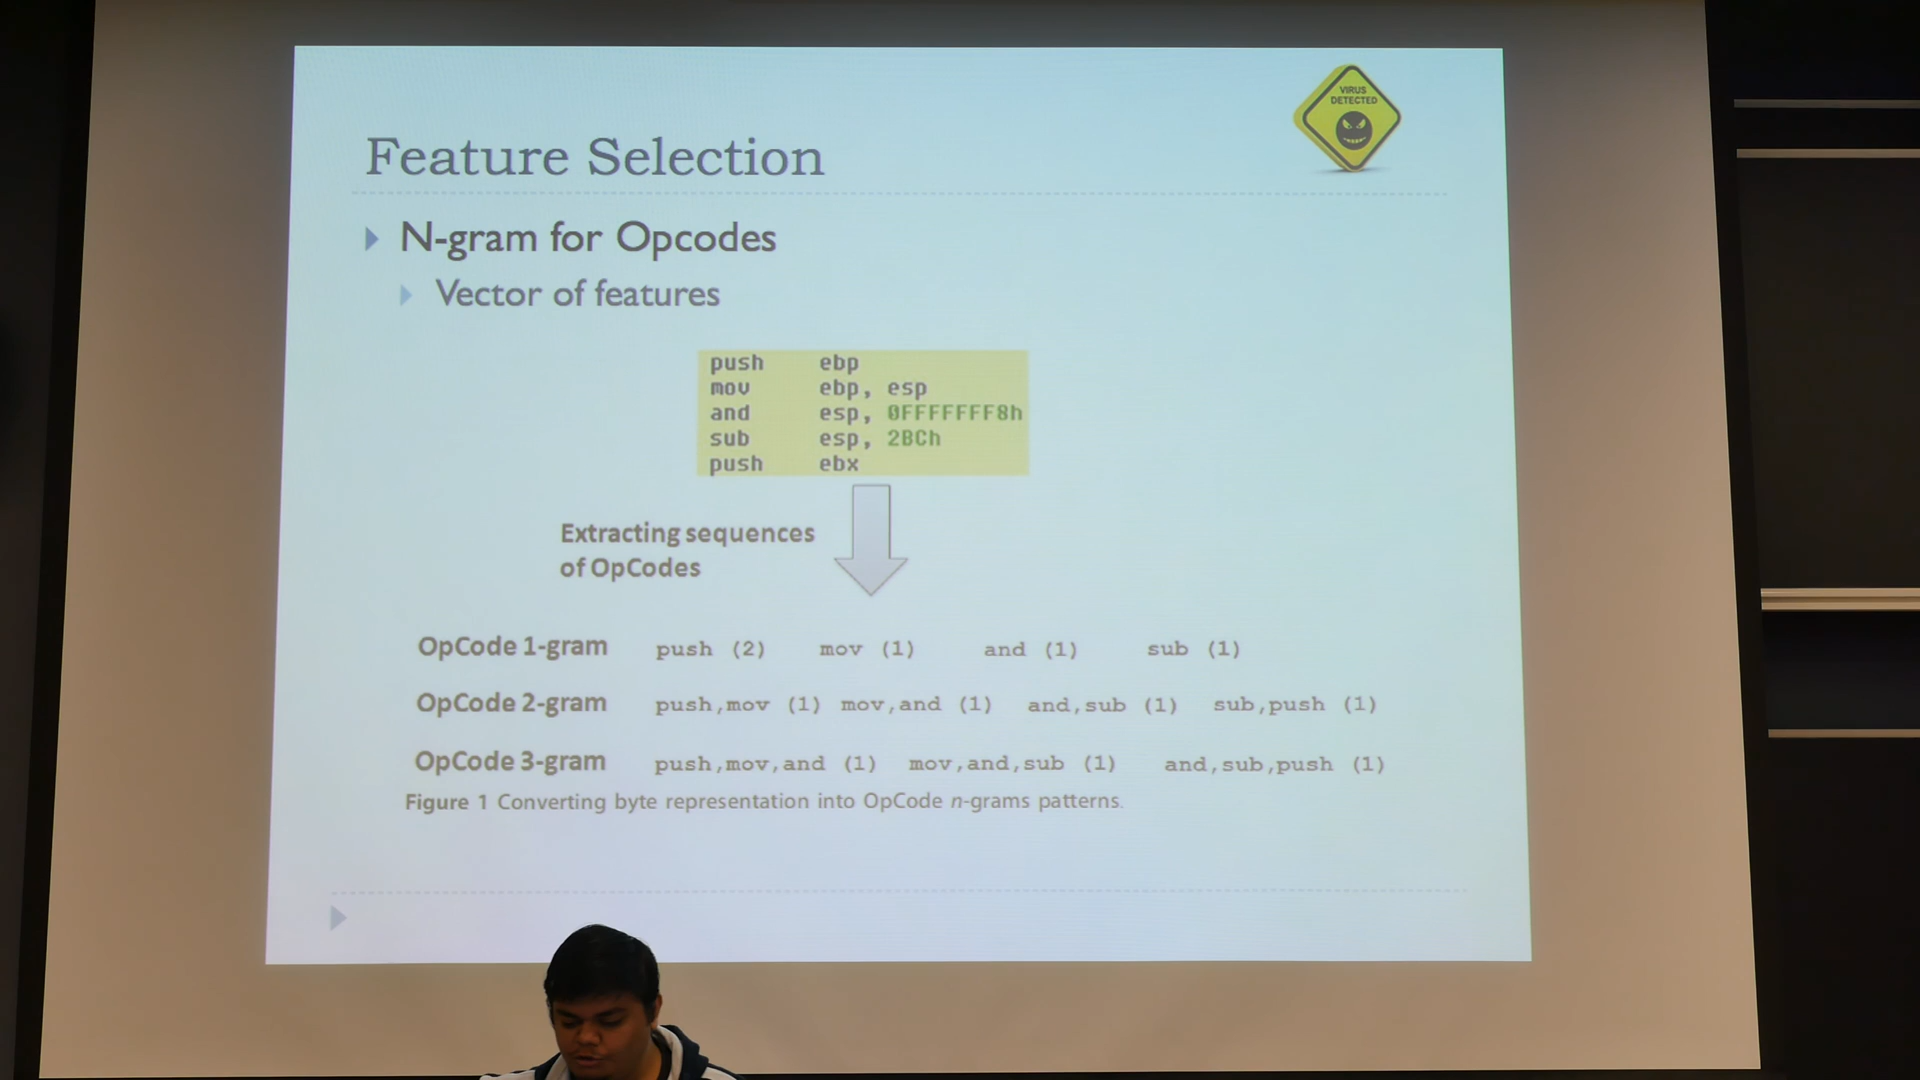 VIRUS
DETECTED
Feature Selection
N-gram for Opcodes
Vector of features
push ebp
mov ebp, esp
and esp, 0FFFFFFF8h
sub esp, 2BCh
push ebx
Extracting sequences
of OpCodes
OpCode 1-gram push (2) mov (1) and (1) sub (1)
OpCode 2-gram push,mov (1) mov,and (1) and,sub (1) sub,push (1)
OpCode 3-gram push,mov,and (1) mov,and,sub (1) and,sub,push (1)
Figure 1 Converting byte representation into OpCode n-grams patterns.